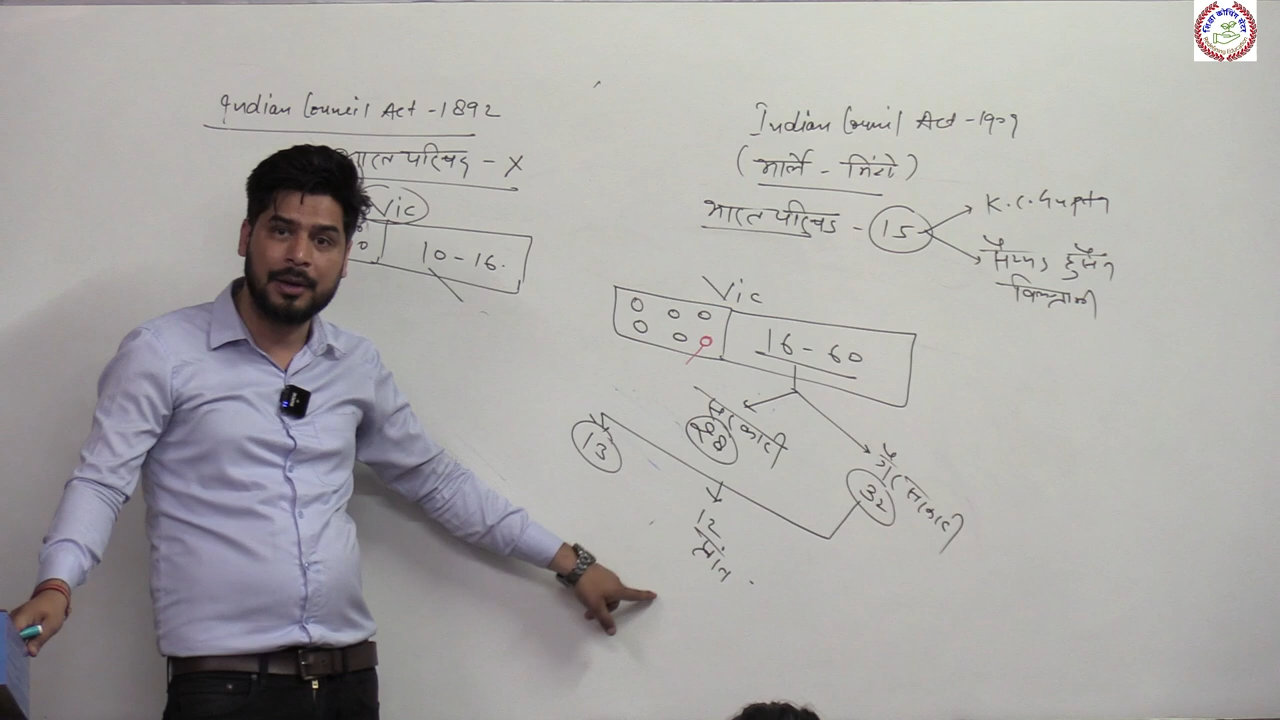 Indian Council Act - 1892
भारत परिषद - X
Vic
10 - 16.
Indian Council Act - 1909
(मार्ले - मिंटो)
भारत परिषद - 15
K.C. Gupta
सैय्यद हुसैन
Vic
16 - 60
सरकारी
28
गैर सरकारी
32
13
12
प्रांत